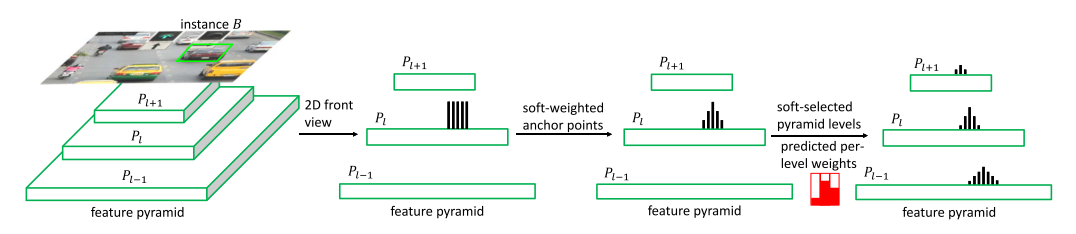 instance B
P_{l+1}
P_l
P_{l−1}
feature pyramid
2D front
view
P_{l+1}
P_l
P_{l−1}
feature pyramid
soft-weighted
anchor points
P_{l+1}
P_l
P_{l−1}
feature pyramid
soft-selected
pyramid levels
predicted per-
level weights
P_{l+1}
P_l
P_{l−1}
feature pyramid